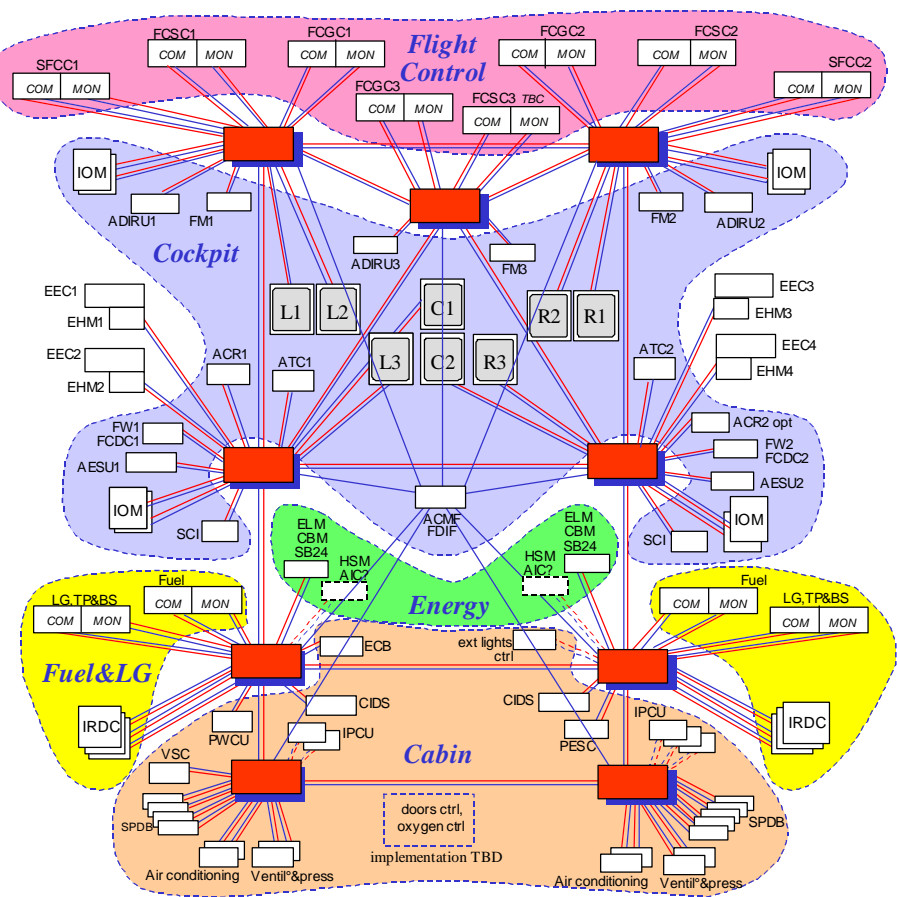 FCSC1
COM MON
FCGC1
COM MON
Flight
Control
FCGC2
COM MON
FCSC2
COM MON
SFCC1
COM MON
FCGC3
COM MON
FCSC3 TBC
COM MON
SFCC2
COM MON
IOM
ADIRU1
FM1
IOM
FM2
ADIRU2
Cockpit
ADIRU3
FM3
EEC1
EHM1
EEC2
EHM2
L1
L2
C1
R2
R1
L3
C2
R3
EEC3
EHM3
EEC4
EHM4
ACR1
ATC1
ATC2
ACR2 opt
FW1
FCDC1
AESU1
IOM
SCI
FW2
FCDC2
AESU2
IOM
SCI
ACMF
FDIF
ELM
CBM
SB24
HSM
AIC?
HSM
AIC?
ELM
CBM
SB24
Energy
Fuel
COM MON
LG,TP&BS
COM MON
Fuel
COM MON
LG,TP&BS
COM MON
Fuel&LG
ECB
ext lights
ctrl
IRDC
PWCU
CIDS
IPCU
CIDS
PESC
IPCU
IRDC
Cabin
VSC
SPDB
doors ctrl,
oxygen ctrl
implementation TBD
SPDB
Air conditioning
Ventil°&press
Air conditioning
Ventil°&press